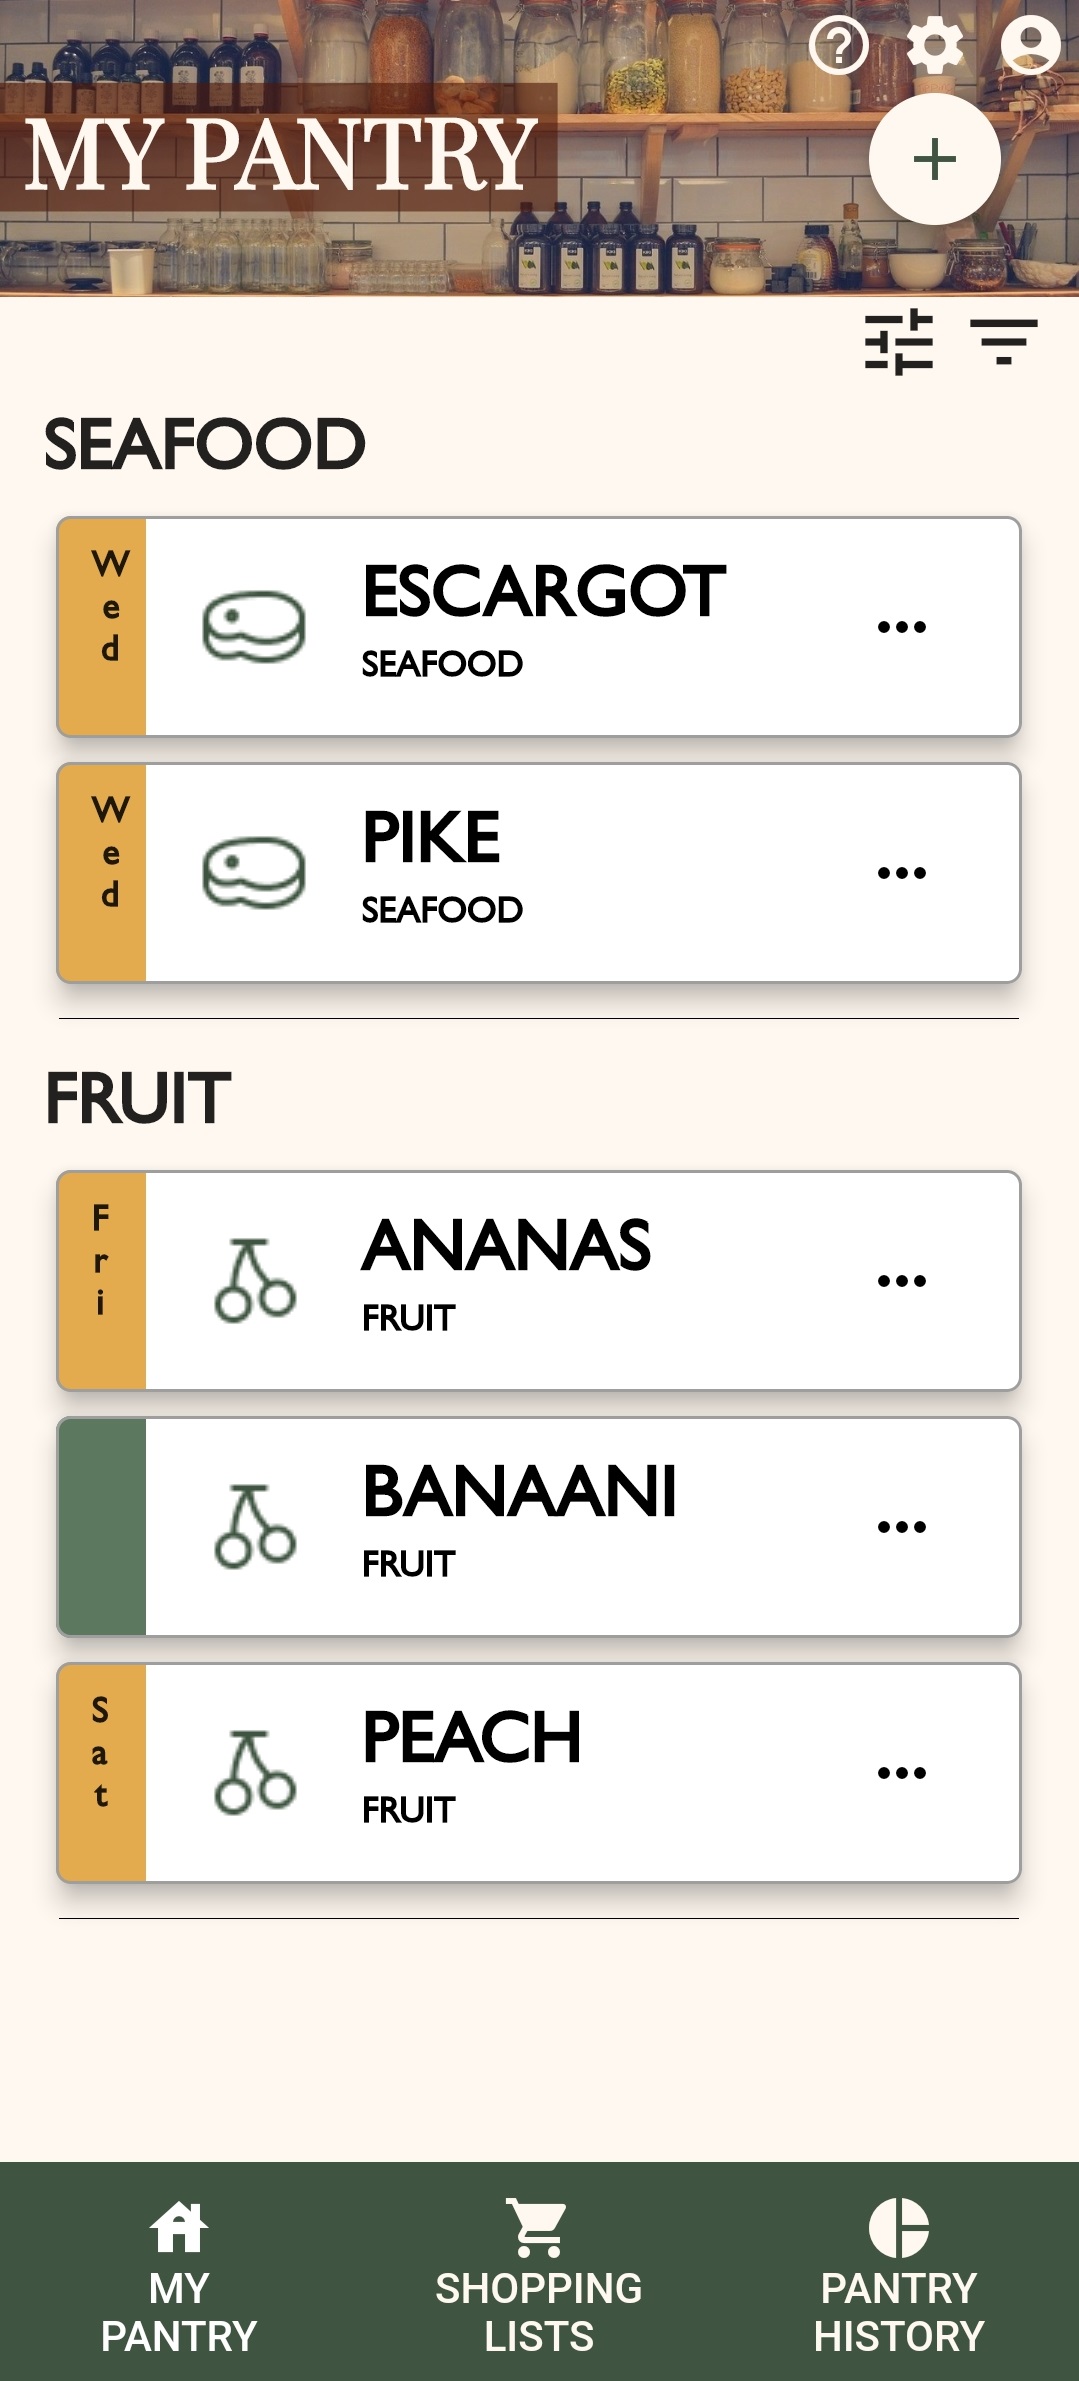 MY PANTRY
SEAFOOD
Wed
ESCARGOT
SEAFOOD
Wed
PIKE
SEAFOOD
FRUIT
Fri
ANANAS
FRUIT
BANAANI
FRUIT
Sat
PEACH
FRUIT
MY PANTRY
SHOPPING LISTS
PANTRY HISTORY